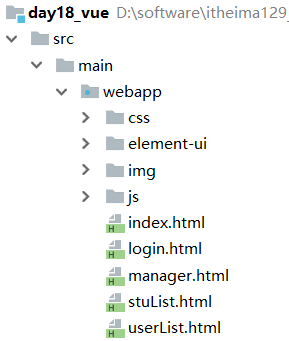 day18_vue D:\software\itheima129_
src
main
webapp
css
element-ui
img
js
index.html
login.html
manager.html
stuList.html
userList.html